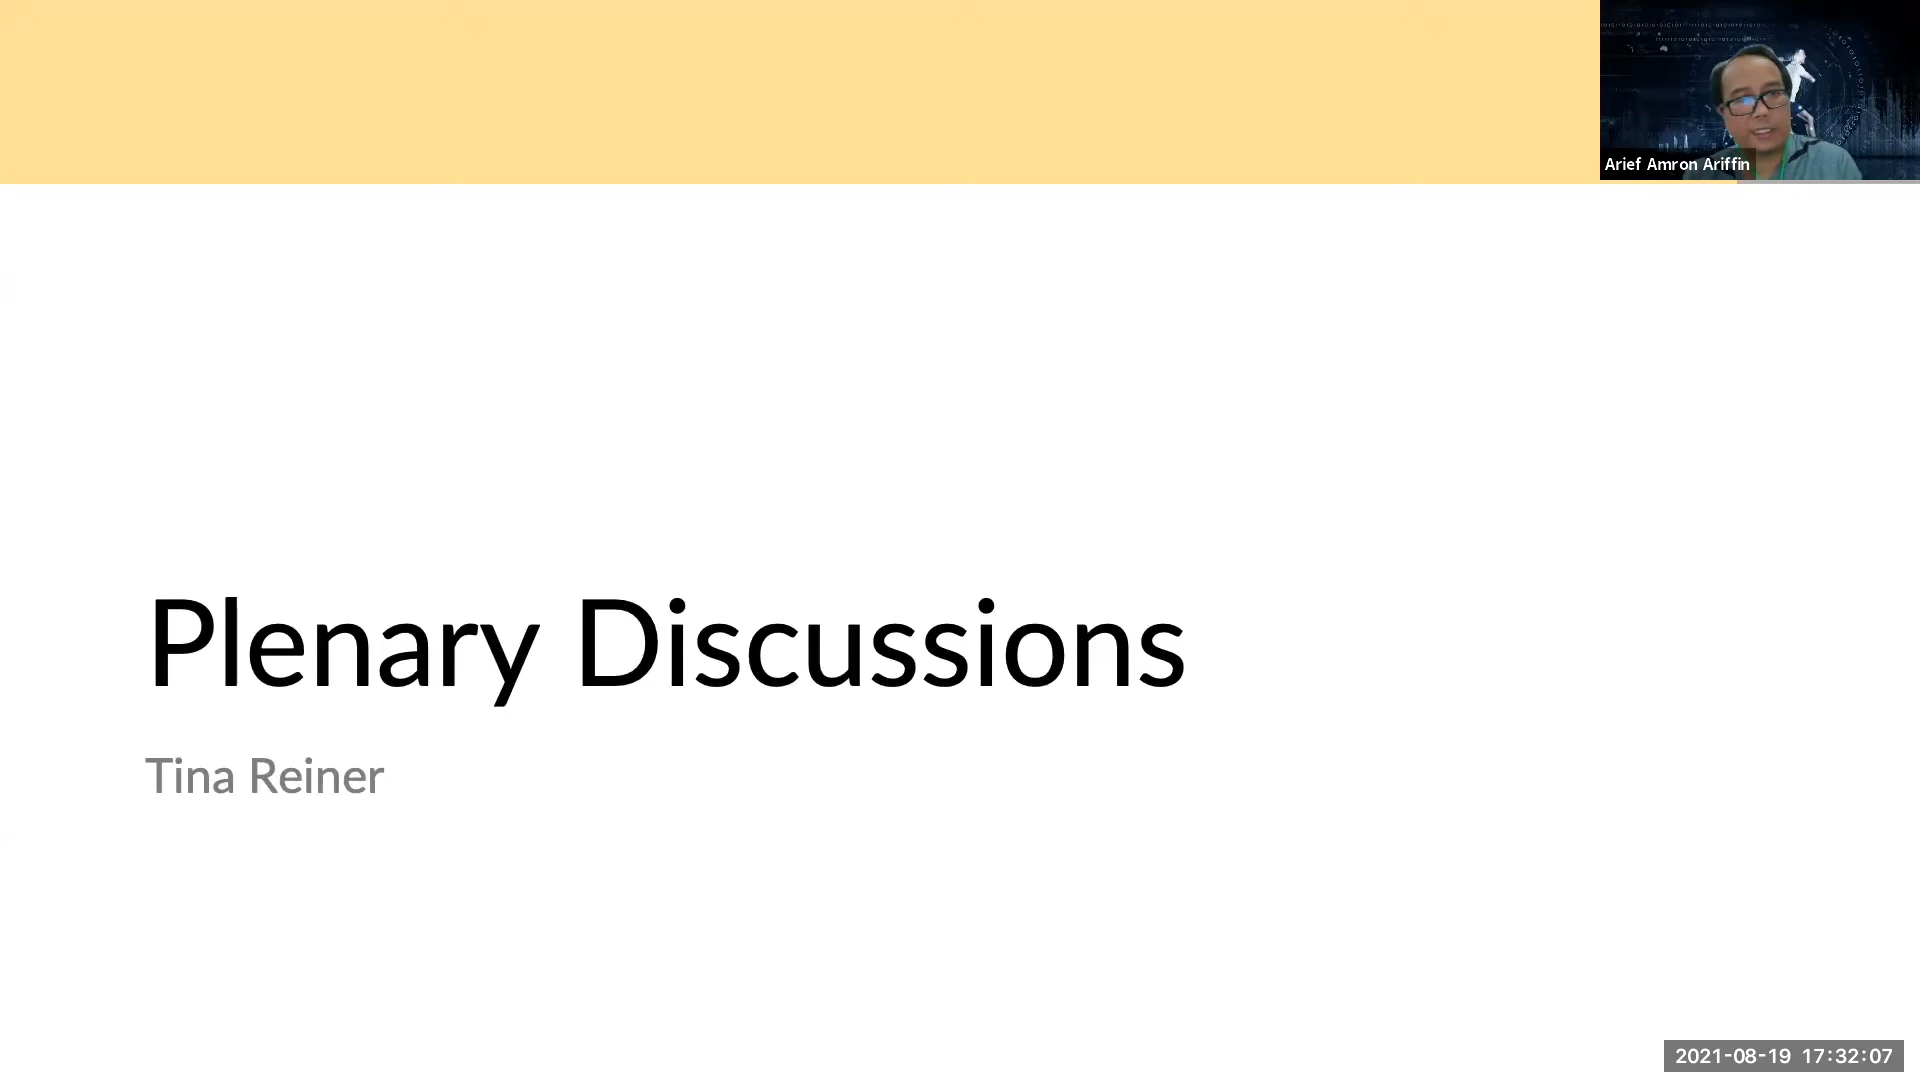 Arief Amron Ariffin
Plenary Discussions
Tina Reiner
2021-08-19 17:32:07